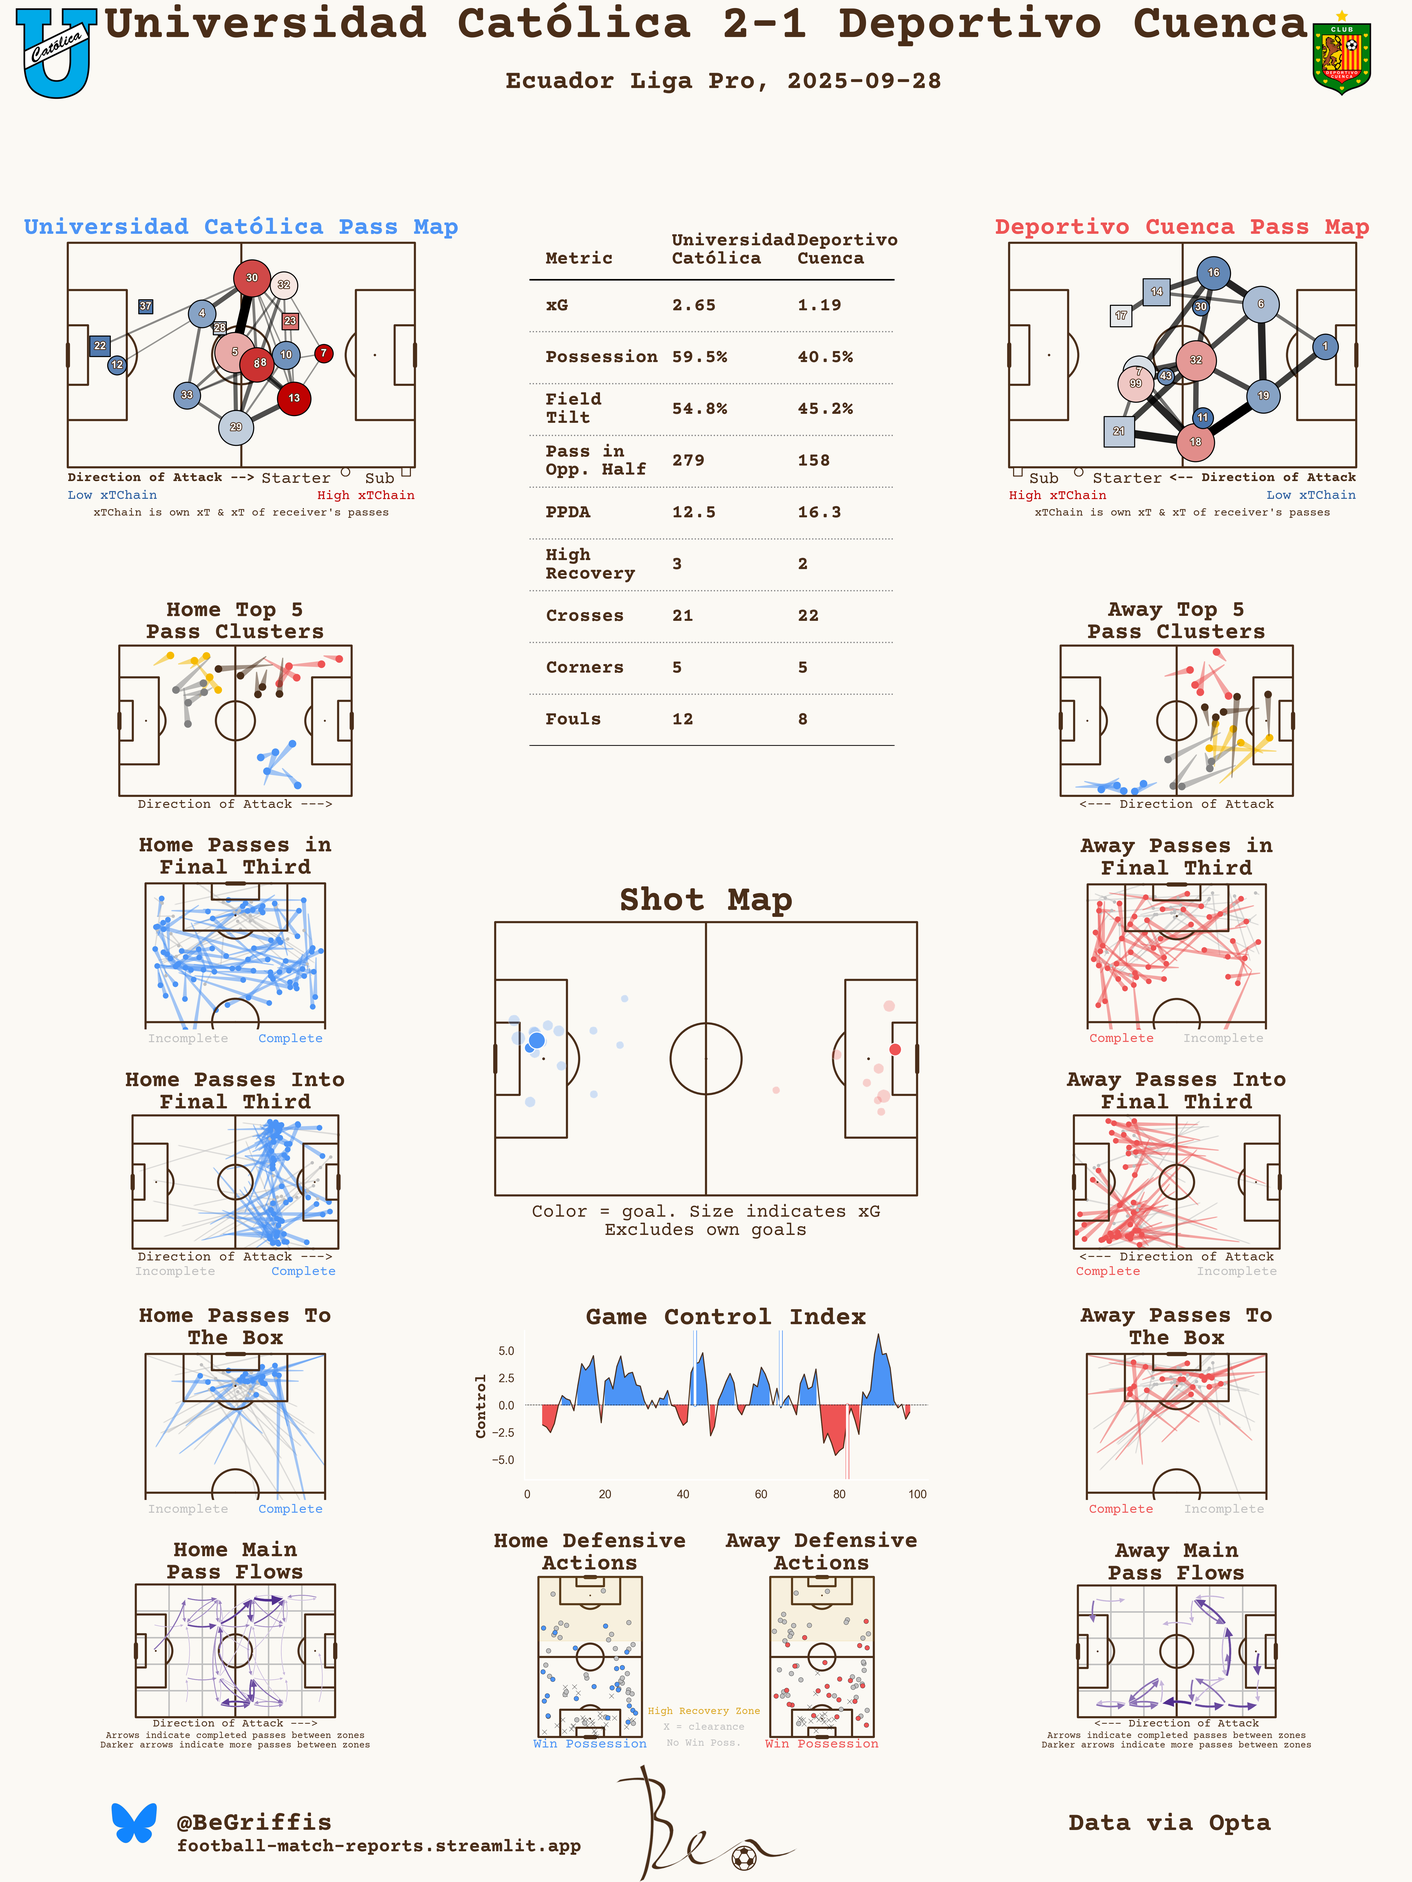 Universidad Católica 2-1 Deportivo Cuenca
Ecuador Liga Pro, 2025-09-28
Católica
CLUB
DEPORTIVO
CUENCA
Universidad Católica Pass Map
30
32
37
4
28
23
22
12
5
8
8
10
7
33
13
29
Direction of Attack --> Starter Sub
Low xTChain High xTChain
xTChain is own xT & xT of receiver's passes
Metric Universidad Católica Deportivo Cuenca
xG 2.65 1.19
Possession 59.5% 40.5%
Field Tilt 54.8% 45.2%
Pass in Opp. Half 279 158
PPDA 12.5 16.3
High Recovery 3 2
Crosses 21 22
Corners 5 5
Fouls 12 8
Deportivo Cuenca Pass Map
16
14
30
6
17
1
32
7
43
99
19
11
21
18
Sub Starter <-- Direction of Attack
High xTChain Low xTChain
xTChain is own xT & xT of receiver's passes
Home Top 5
Pass Clusters
Direction of Attack --->
Away Top 5
Pass Clusters
<--- Direction of Attack
Home Passes in
Final Third
Incomplete Complete
Away Passes in
Final Third
Complete Incomplete
Shot Map
Color = goal. Size indicates xG
Excludes own goals
Home Passes Into
Final Third
Direction of Attack --->
Incomplete Complete
Away Passes Into
Final Third
<--- Direction of Attack
Complete Incomplete
Home Passes To
The Box
Incomplete Complete
Game Control Index
Control
5.0
2.5
0.0
−2.5
−5.0
0 20 40 60 80 100
Away Passes To
The Box
Complete Incomplete
Home Main
Pass Flows
Direction of Attack --->
Arrows indicate completed passes between zones
Darker arrows indicate more passes between zones
Home Defensive
Actions
Win Possession
High Recovery Zone
X = clearance
No Win Poss.
Away Defensive
Actions
Win Possession
Away Main
Pass Flows
<--- Direction of Attack
Arrows indicate completed passes between zones
Darker arrows indicate more passes between zones
@BeGriffis
football-match-reports.streamlit.app
Ben
Data via Opta